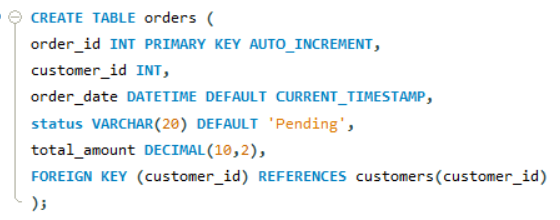 CREATE TABLE orders (
order_id INT PRIMARY KEY AUTO_INCREMENT,
customer_id INT,
order_date DATETIME DEFAULT CURRENT_TIMESTAMP,
status VARCHAR(20) DEFAULT 'Pending',
total_amount DECIMAL(10,2),
FOREIGN KEY (customer_id) REFERENCES customers(customer_id)
);